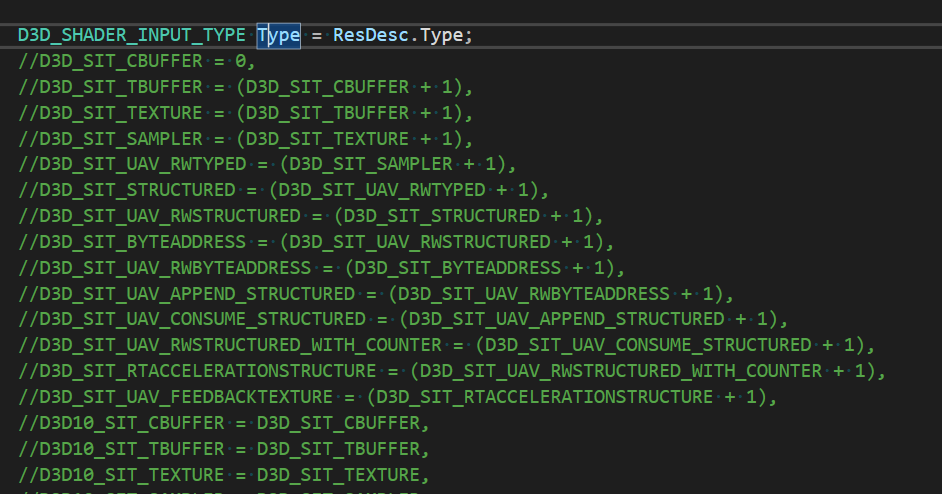 D3D_SHADER_INPUT_TYPE Type = ResDesc.Type;
//D3D_SIT_CBUFFER = 0,
//D3D_SIT_TBUFFER = (D3D_SIT_CBUFFER + 1),
//D3D_SIT_TEXTURE = (D3D_SIT_TBUFFER + 1),
//D3D_SIT_SAMPLER = (D3D_SIT_TEXTURE + 1),
//D3D_SIT_UAV_RWTYPED = (D3D_SIT_SAMPLER + 1),
//D3D_SIT_STRUCTURED = (D3D_SIT_UAV_RWTYPED + 1),
//D3D_SIT_UAV_RWSTRUCTURED = (D3D_SIT_STRUCTURED + 1),
//D3D_SIT_BYTEADDRESS = (D3D_SIT_UAV_RWSTRUCTURED + 1),
//D3D_SIT_UAV_RWBYTEADDRESS = (D3D_SIT_BYTEADDRESS + 1),
//D3D_SIT_UAV_APPEND_STRUCTURED = (D3D_SIT_UAV_RWBYTEADDRESS + 1),
//D3D_SIT_UAV_CONSUME_STRUCTURED = (D3D_SIT_UAV_APPEND_STRUCTURED + 1),
//D3D_SIT_UAV_RWSTRUCTURED_WITH_COUNTER = (D3D_SIT_UAV_CONSUME_STRUCTURED + 1),
//D3D_SIT_RTACCELERATIONSTRUCTURE = (D3D_SIT_UAV_RWSTRUCTURED_WITH_COUNTER + 1),
//D3D_SIT_UAV_FEEDBACKTEXTURE = (D3D_SIT_RTACCELERATIONSTRUCTURE + 1),
//D3D10_SIT_CBUFFER = D3D_SIT_CBUFFER,
//D3D10_SIT_TBUFFER = D3D_SIT_TBUFFER,
//D3D10_SIT_TEXTURE = D3D_SIT_TEXTURE,